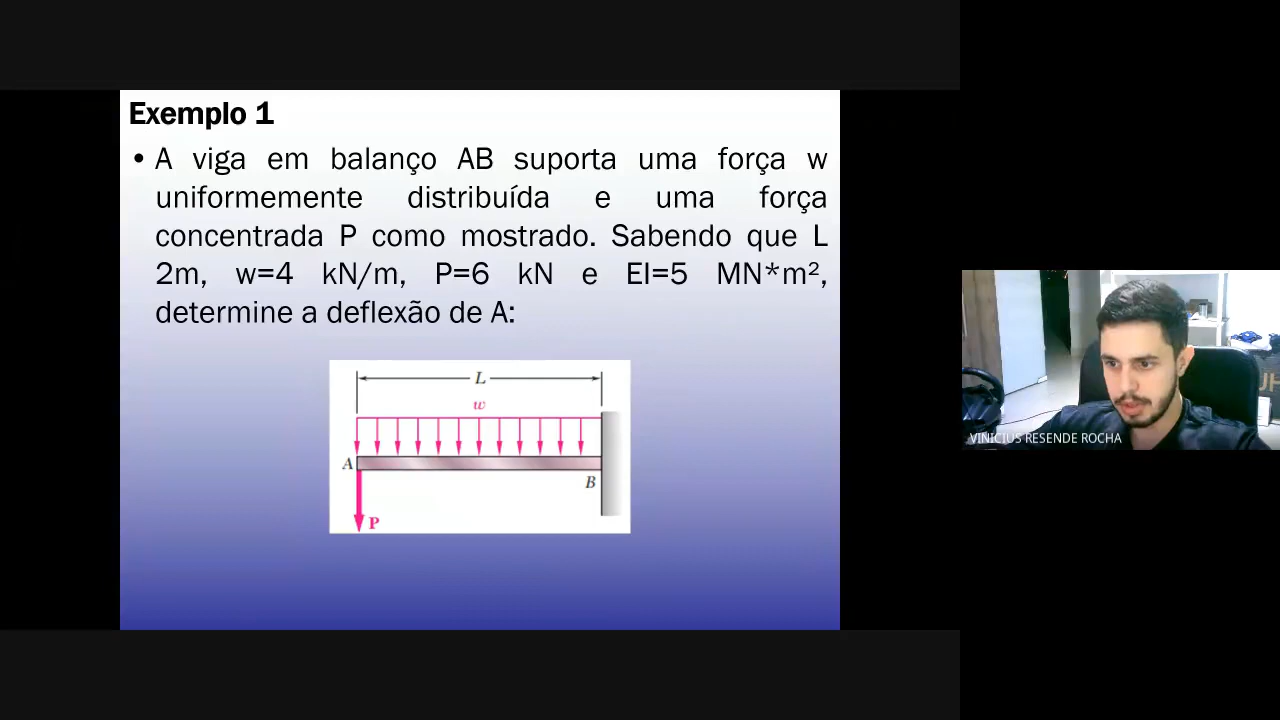 Exemplo 1
• A viga em balanço AB suporta uma força w
uniformemente distribuída e uma força
concentrada P como mostrado. Sabendo que L
2m, w=4 kN/m, P=6 kN e EI=5 MN*m²,
determine a deflexão de A:
L
w
A
B
P
VINICIUS RESENDE ROCHA